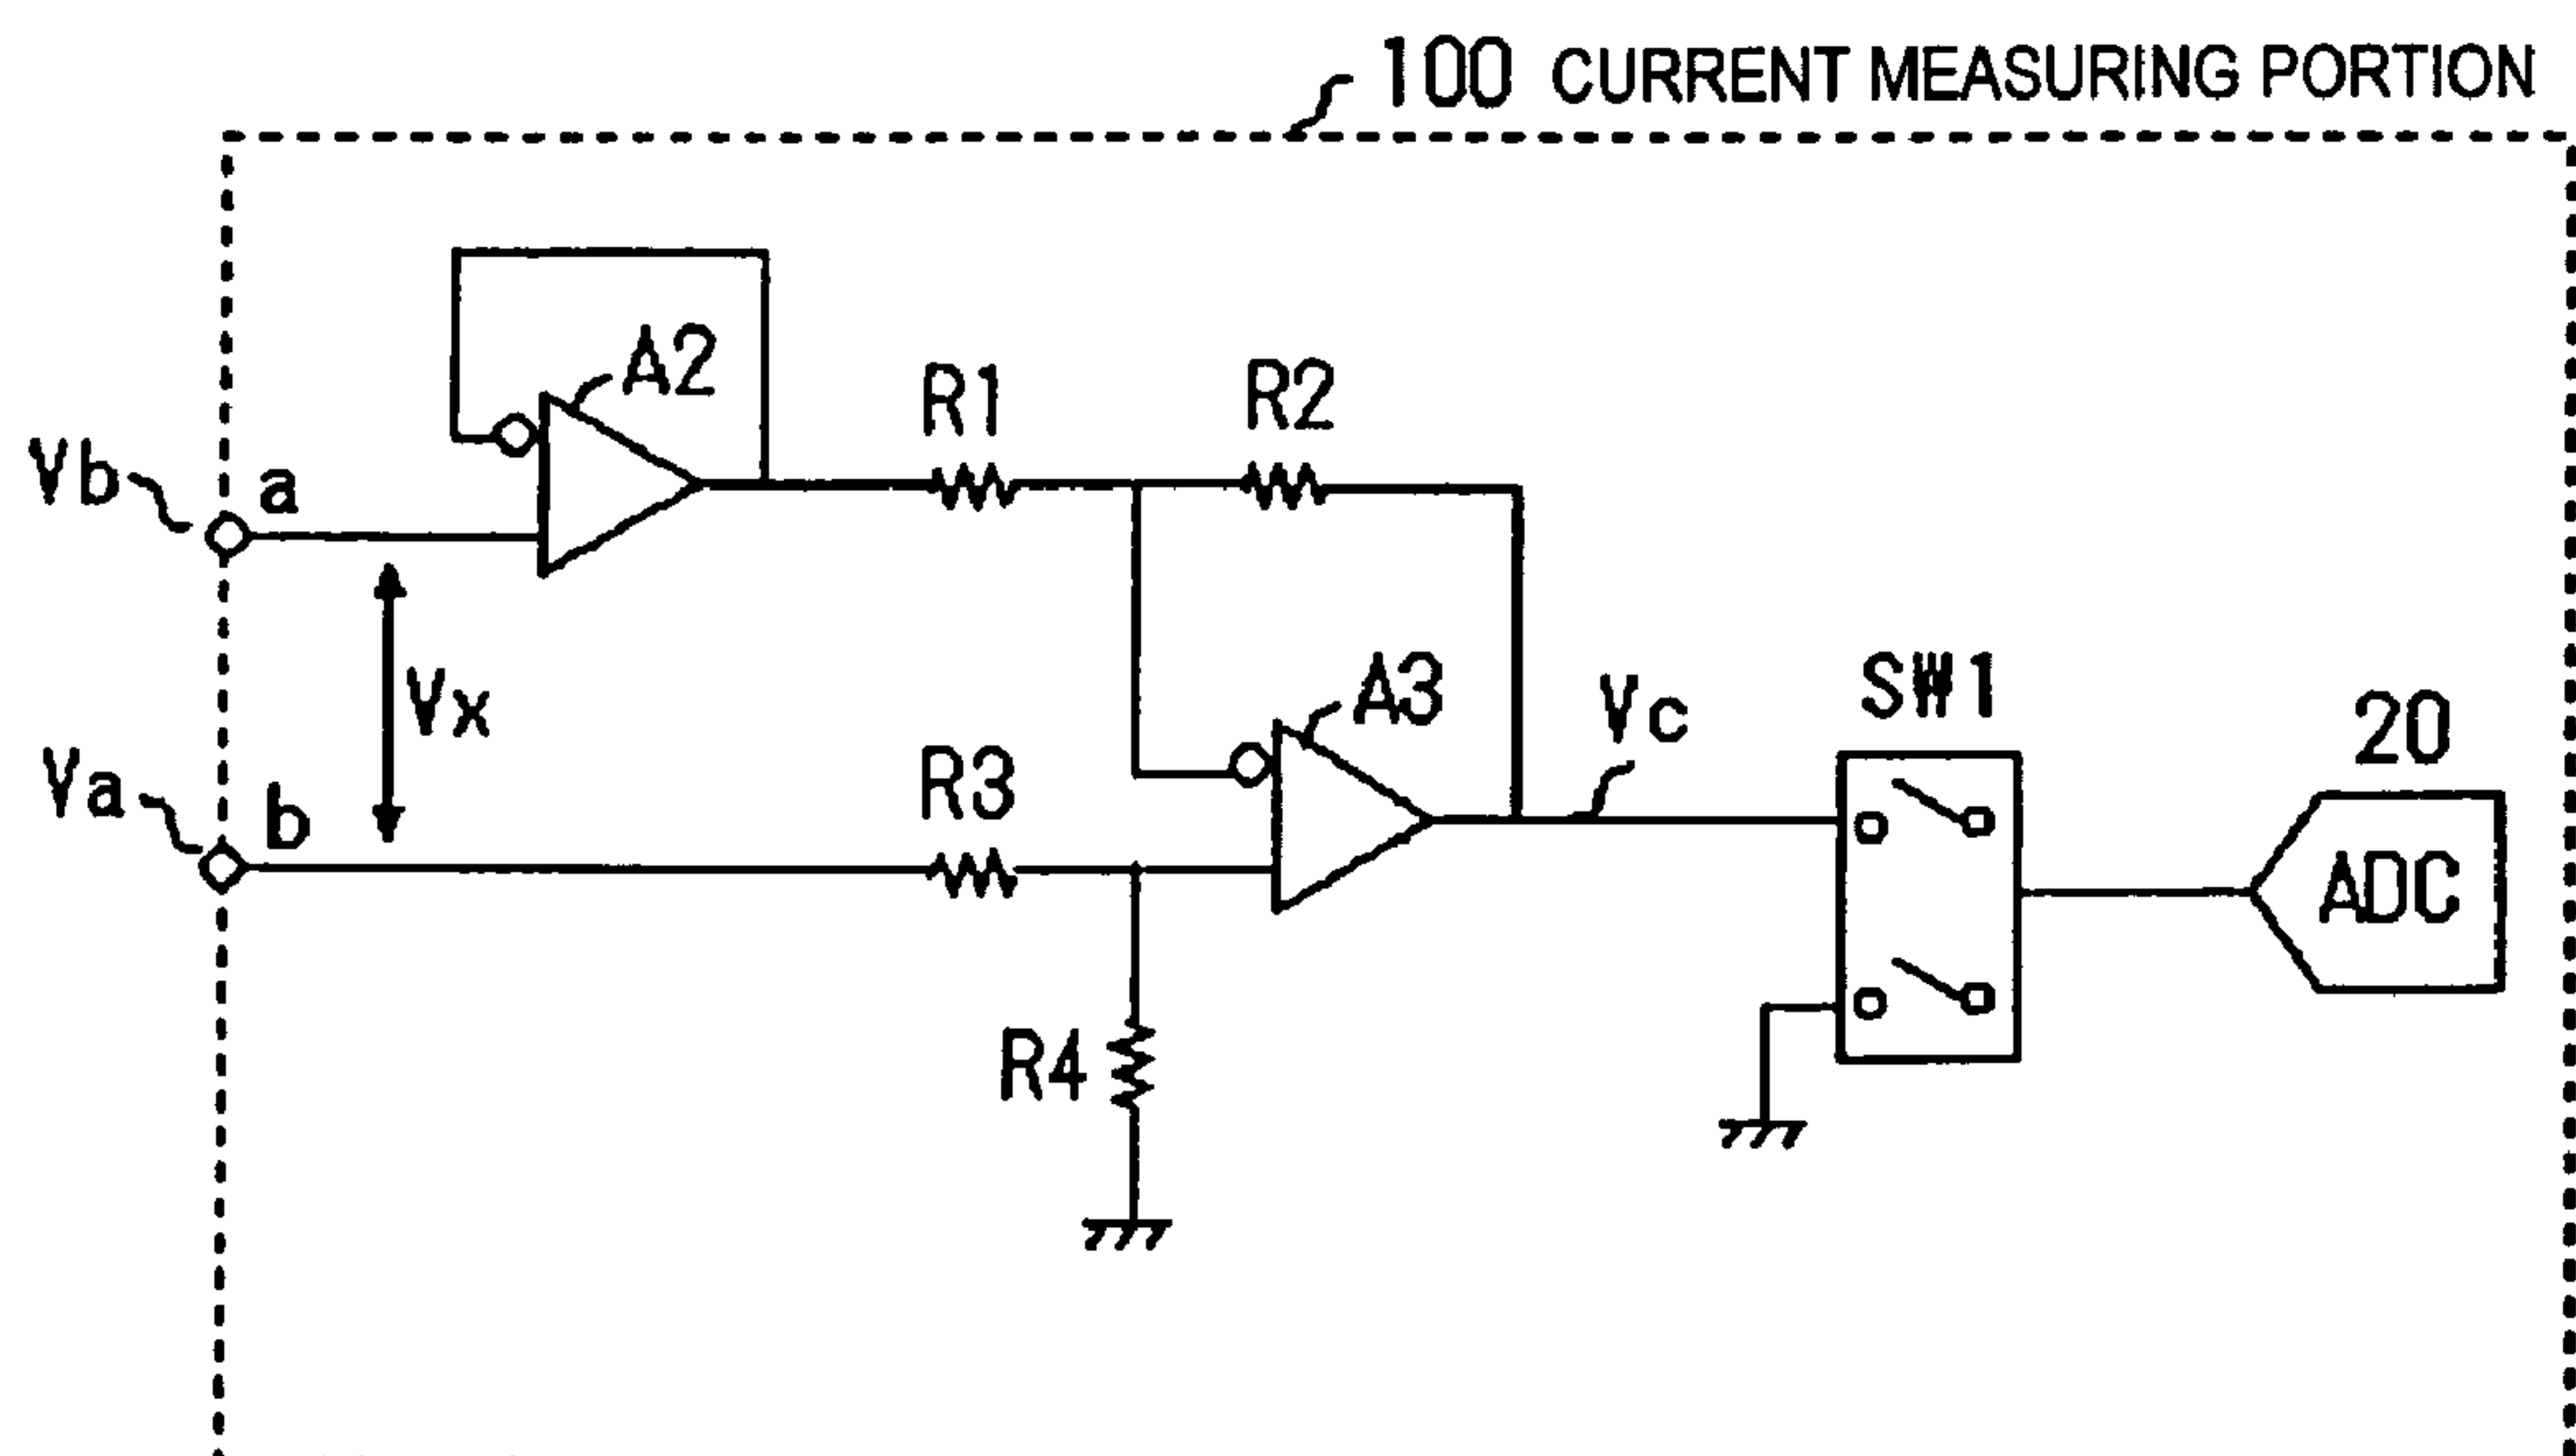 100 CURRENT MEASURING PORTION
A2
R1
R2
Vb
a
Vx
A3
Vc
SW1
20
Va
b
R3
ADC
R4